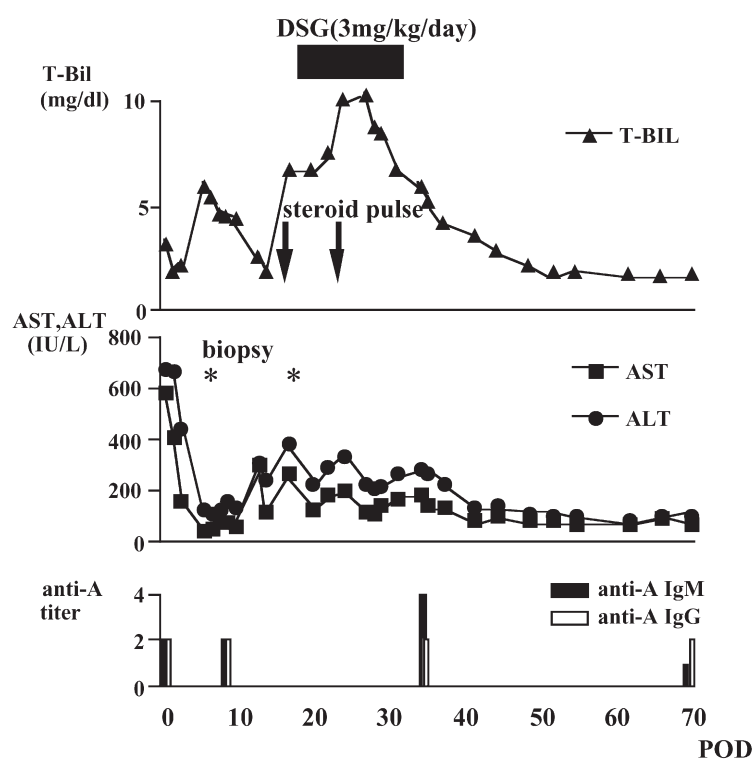 DSG(3mg/kg/day)
T-Bil
(mg/dl)
10
5
0
T-BIL
steroid pulse
AST,ALT
(IU/L)
800
600
400
200
0
biopsy
* *
AST
ALT
anti-A
titer
4
2
0
anti-A IgM
anti-A IgG
0 10 20 30 40 50 60 70
POD